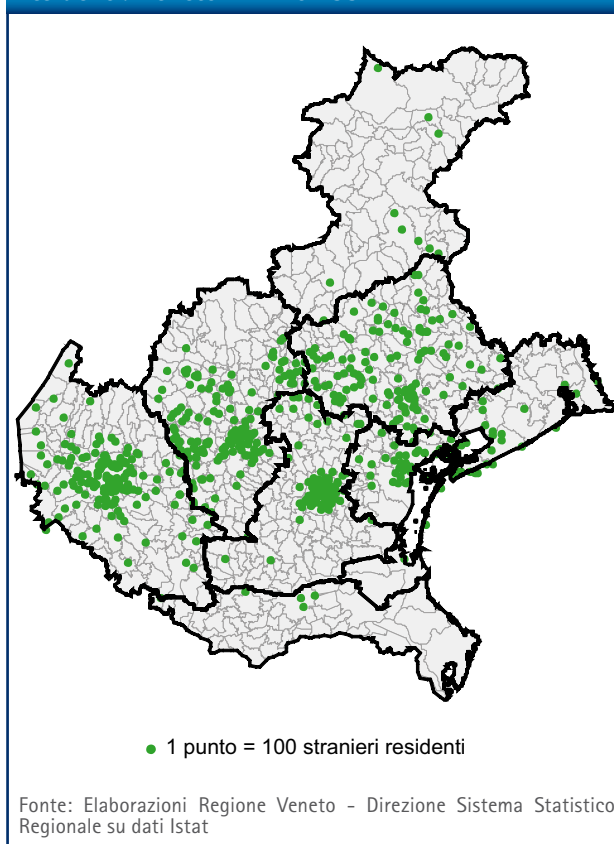 1 punto = 100 stranieri residenti
Fonte: Elaborazioni Regione Veneto - Direzione Sistema Statistico
Regionale su dati Istat